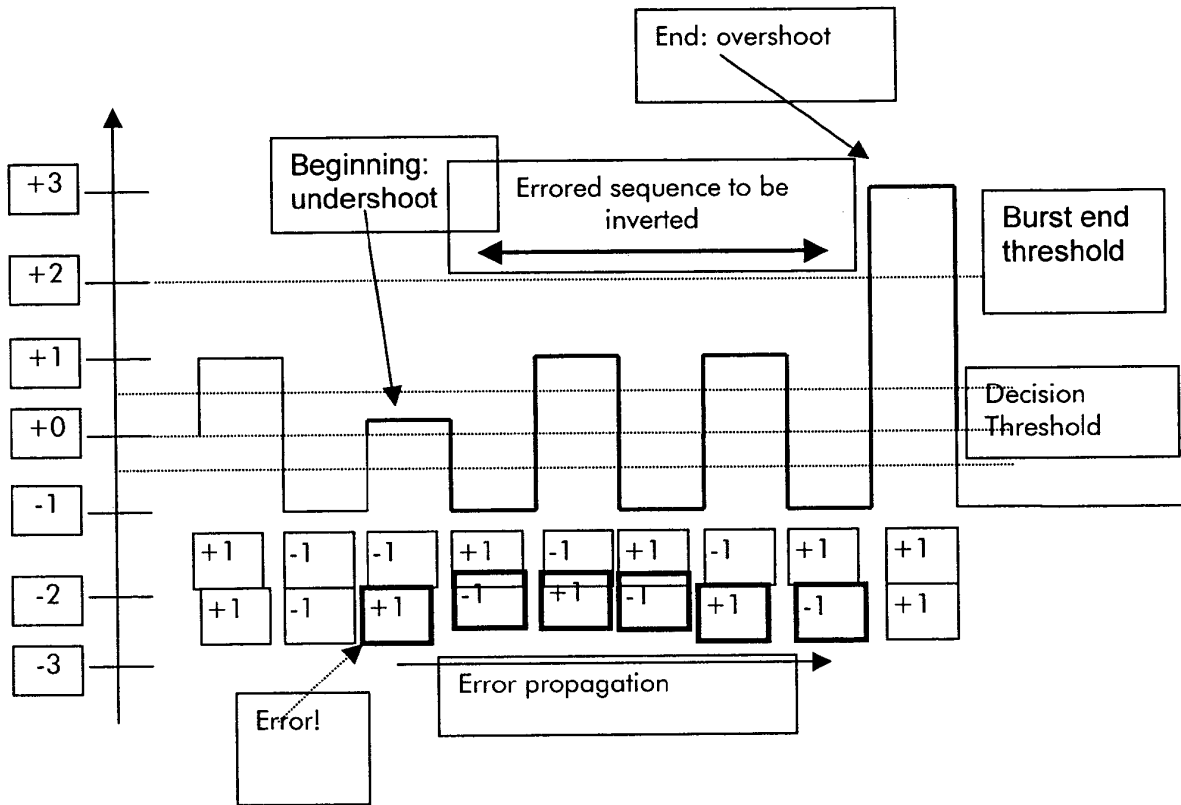 End: overshoot
Beginning:
undershoot
Errored sequence to be
inverted
Burst end
threshold
+3
+2
+1
+0
-1
-2
-3
Decision
Threshold
+1 -1 -1 +1 -1 +1 -1 +1 +1
+1 -1 +1 -1 +1 -1 +1 -1 +1
Error propagation
Error!